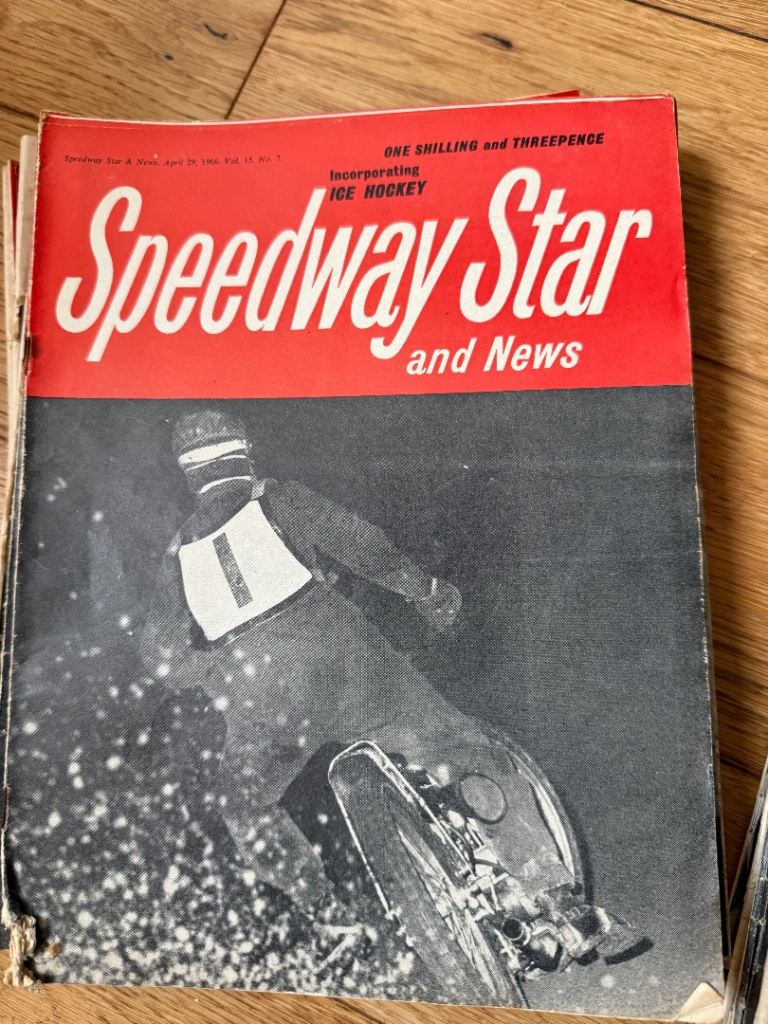 Speedway Star & News, April 29, 1966. Vol. 15. No. 7.
ONE SHILLING and THREEPENCE
Incorporating
ICE HOCKEY
Speedway Star
and News
1